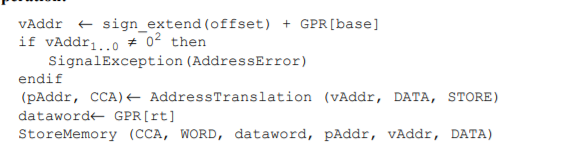 vAddr ← sign_extend(offset) + GPR[base]
if vAddr1..0 ≠ 0² then
SignalException(AddressError)
endif
(pAddr, CCA)← AddressTranslation (vAddr, DATA, STORE)
dataword← GPR[rt]
StoreMemory (CCA, WORD, dataword, pAddr, vAddr, DATA)